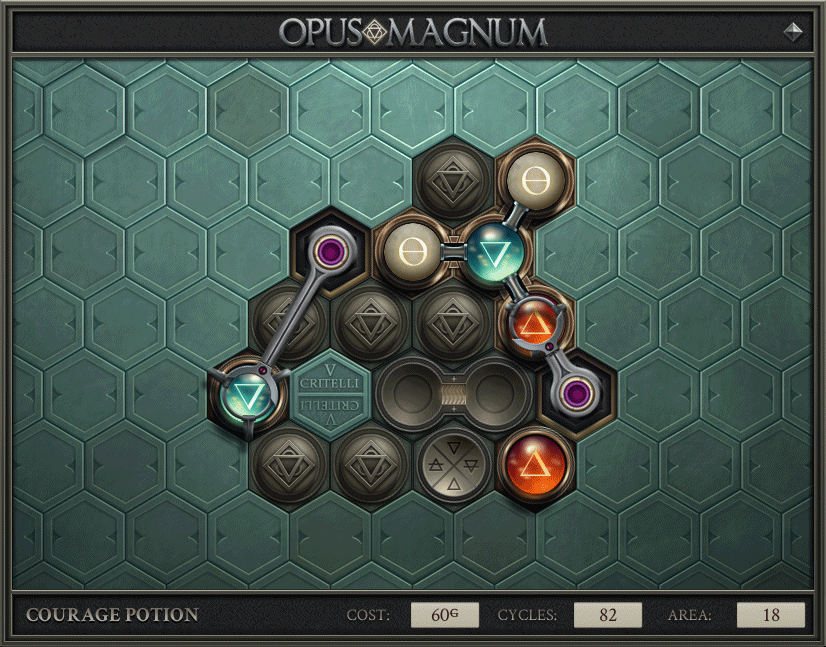 OPUS MAGNUM
V
CRITELLI
CRITELLI
V
COURAGE POTION
COST: 60G
CYCLES: 82
AREA: 18